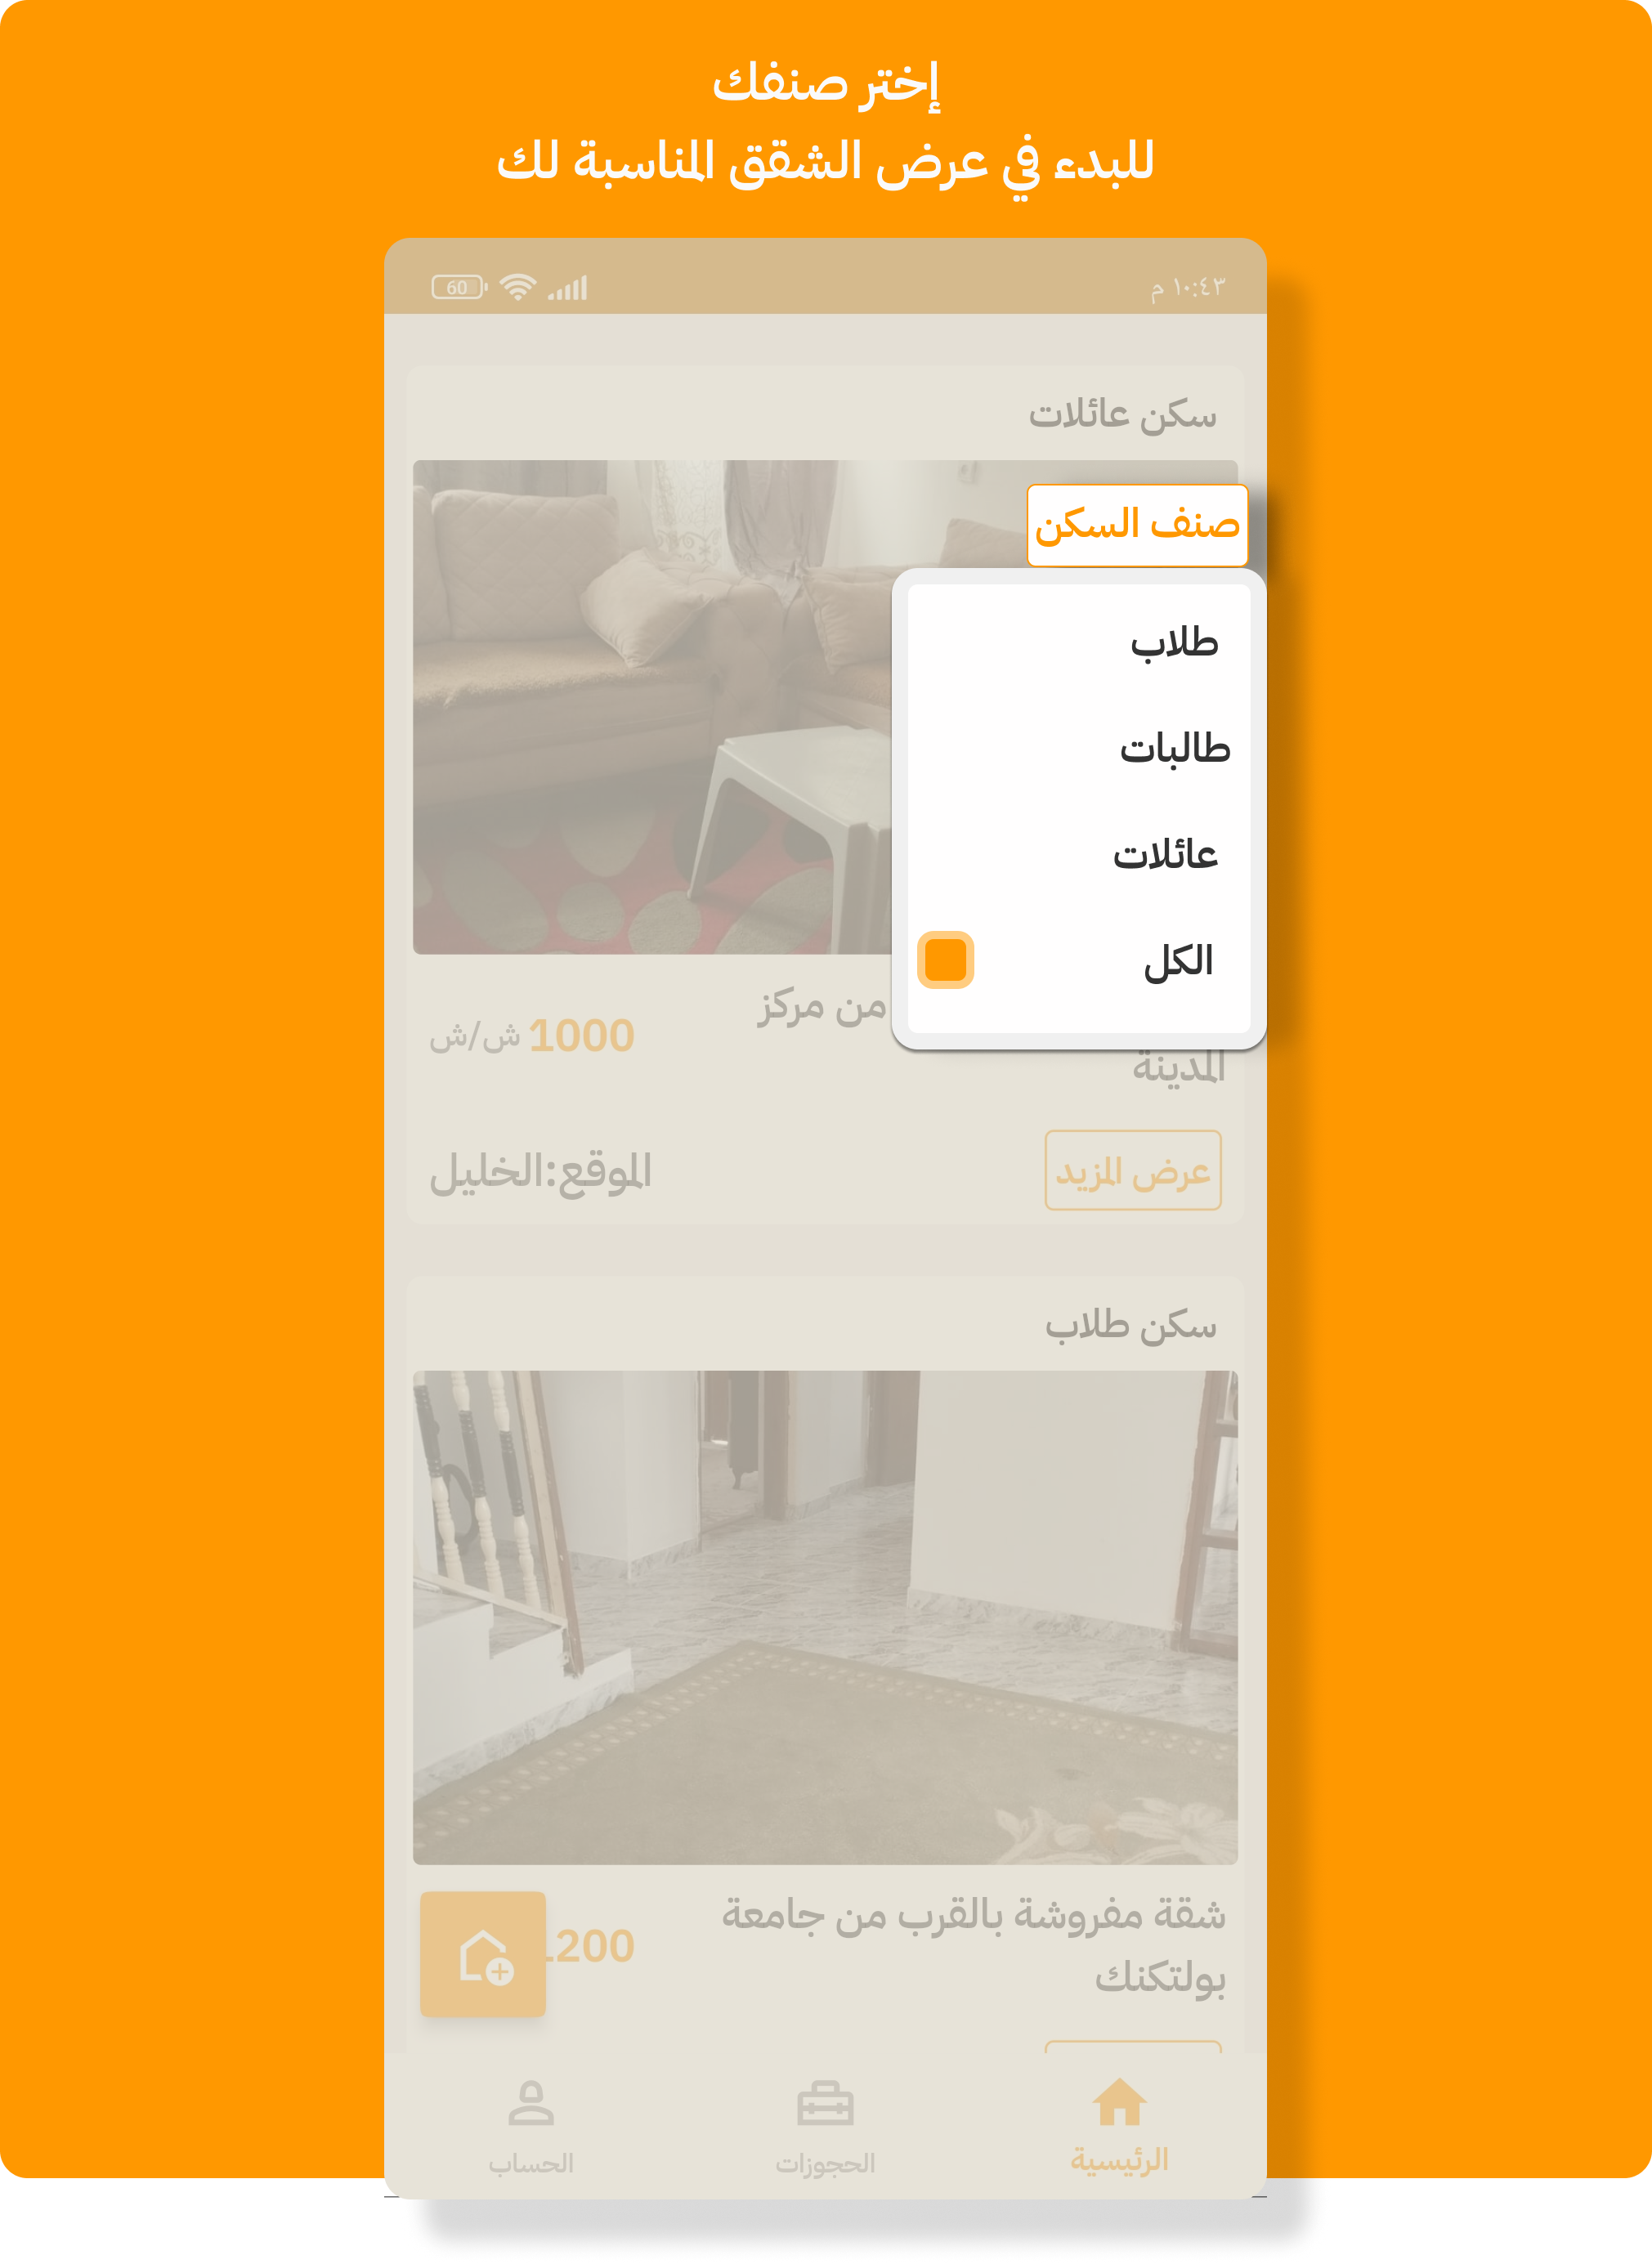 إختر صنفك
للبدء في عرض الشقق المناسبة لك
١٠:٤٣ م
60
سكن عائلات
صنف السكن
طلاب
طالبات
عائلات
الكل
من مركز
المدينة
1000 ش/ش
عرض المزيد
الموقع:الخليل
سكن طلاب
شقة مفروشة بالقرب من جامعة
بولتكنك
1200
الرئيسية
الحجوزات
الحساب